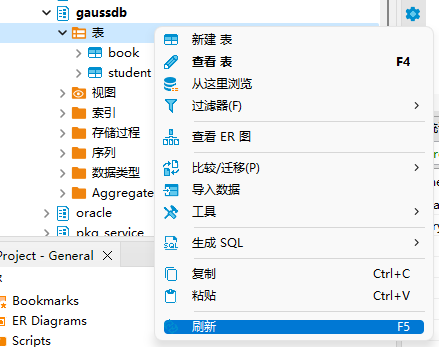 gaussdb
表
book
student
视图
索引
存储过程
序列
数据类型
Aggregate
oracle
pkg_service
Project - General
Bookmarks
ER Diagrams
Scripts
新建 表
查看 表 F4
从这里浏览
过滤器(F)
查看 ER 图
比较/迁移(P)
导入数据
工具
SQL 生成 SQL
复制 Ctrl+C
粘贴 Ctrl+V
刷新 F5